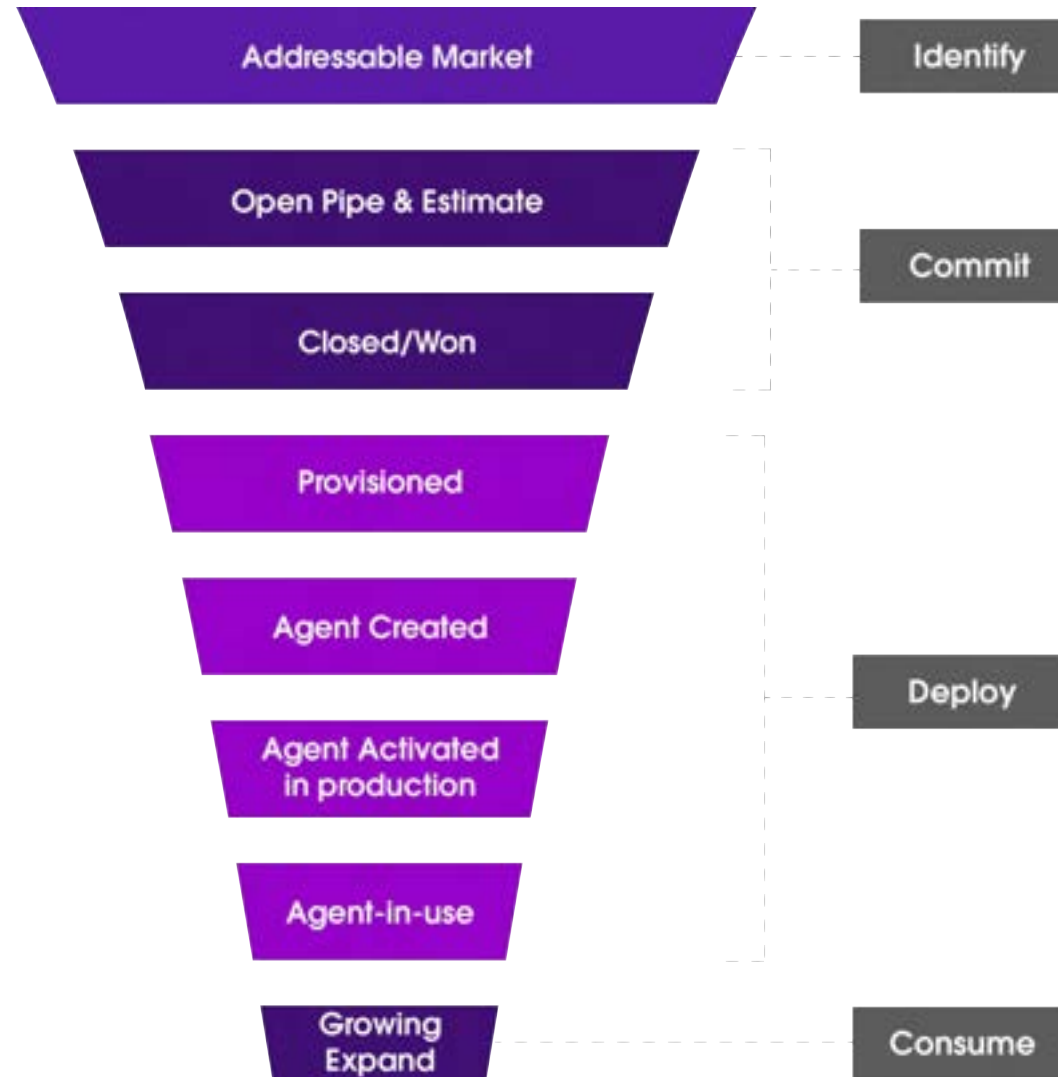 Addressable Market
Identify
Open Pipe & Estimate
Commit
Closed/Won
Provisioned
Agent Created
Deploy
Agent Activated
in production
Agent-in-use
Growing
Expand
Consume